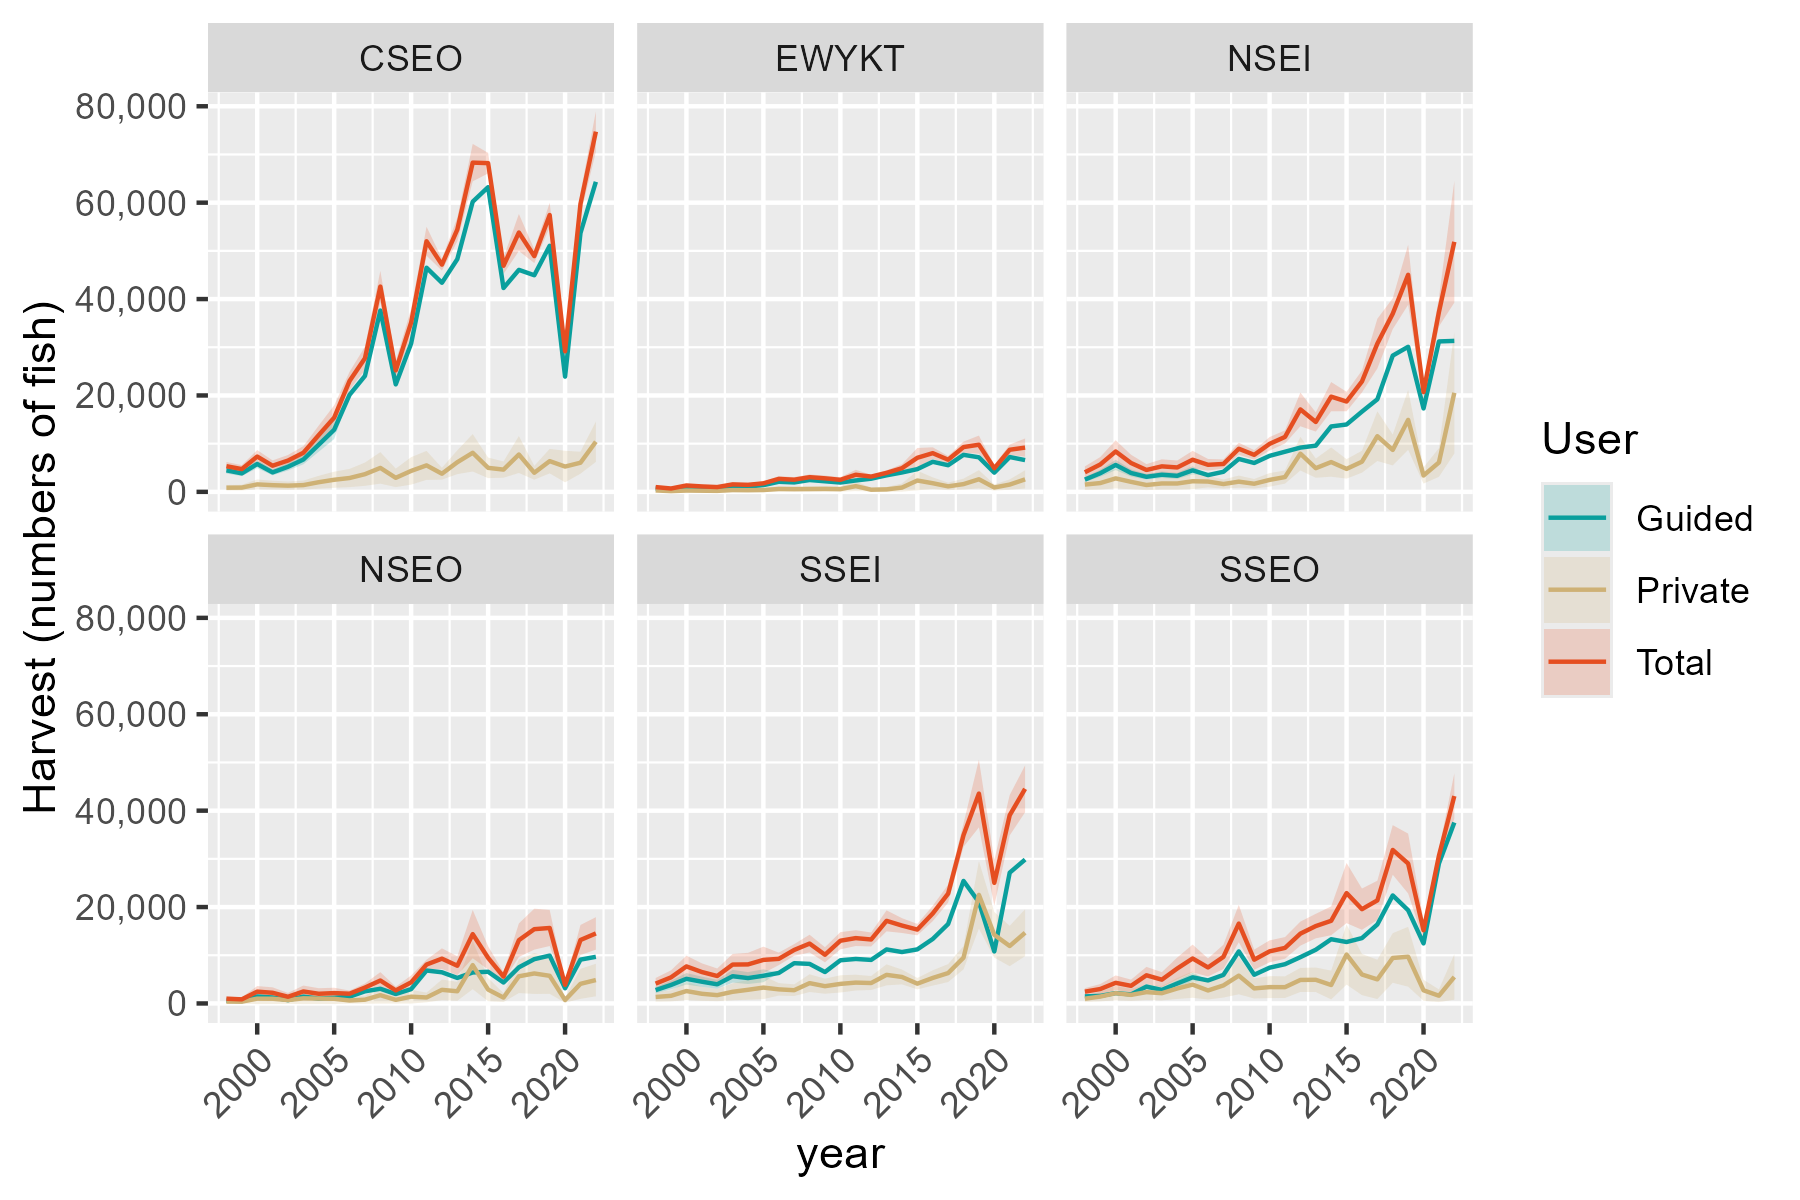 CSEO EWYKT NSEI
80,000
60,000
40,000
20,000
0
NSEO SSEI SSEO
80,000
60,000
40,000
20,000
0
2000 2005 2010 2015 2020 2000 2005 2010 2015 2020 2000 2005 2010 2015 2020
year
Harvest (numbers of fish)
User
Guided
Private
Total